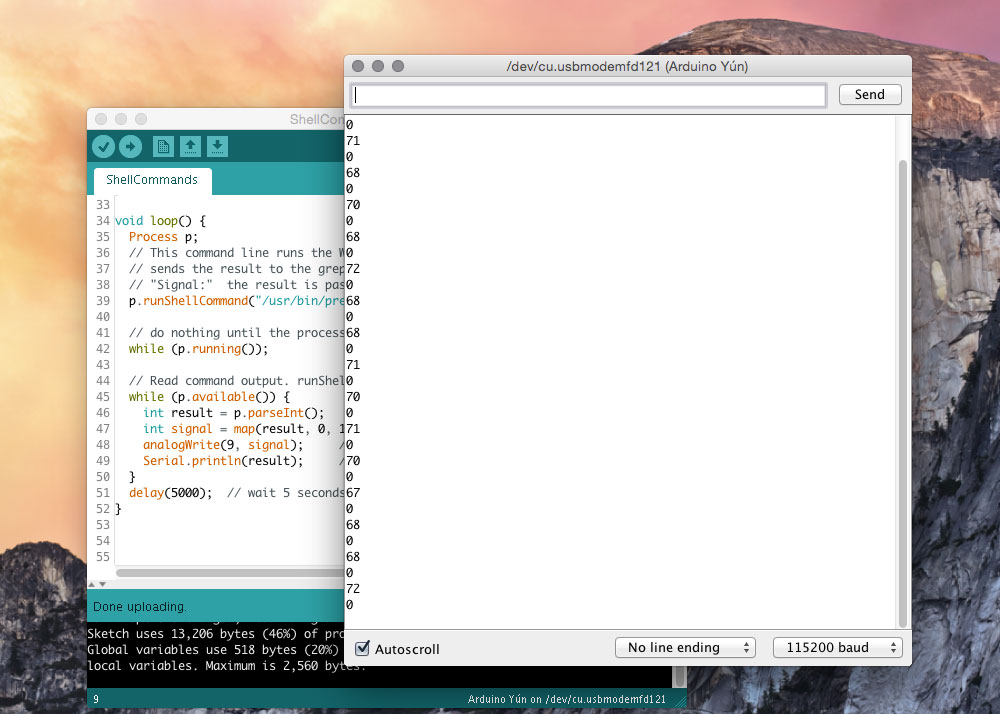 /dev/cu.usbmodemfd121 (Arduino Yún)
Send
0
71
0
68
0
70
0
68
0
72
0
68
0
68
0
71
0
70
0
71
0
70
0
67
0
68
0
68
0
72
0
Autoscroll
No line ending
115200 baud
ShellCom
ShellCommands
33
34 void loop() {
35 Process p;
36 // This command line runs the W
37 // sends the result to the grep
38 // "Signal:"  the result is pas
39 p.runShellCommand("/usr/bin/pre
40
41 // do nothing until the process
42 while (p.running());
43
44 // Read command output. runShel
45 while (p.available()) {
46 int result = p.parseInt();
47 int signal = map(result, 0, 1
48 analogWrite(9, signal); /
49 Serial.println(result); /
50 }
51 delay(5000);  // wait 5 seconds
52 }
53
54
55
Done uploading.
Sketch uses 13,206 bytes (46%) of pro
Global variables use 518 bytes (20%)
local variables. Maximum is 2,560 bytes.
9
Arduino Yún on /dev/cu.usbmodemfd121